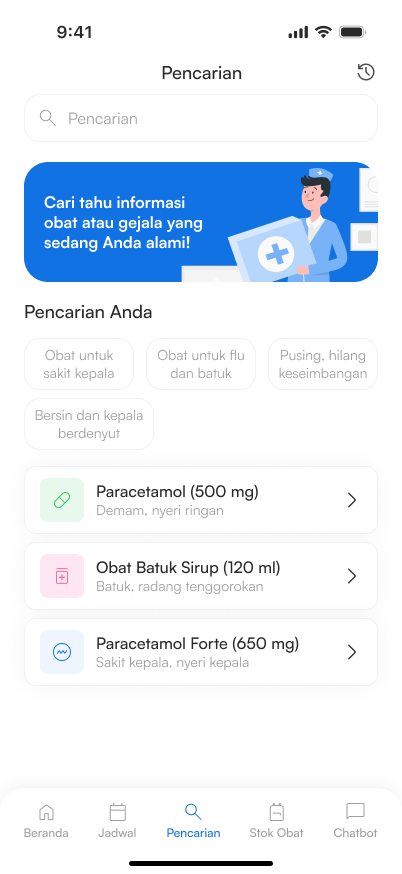 9:41
Pencarian
Pencarian
Cari tahu informasi
obat atau gejala yang
sedang Anda alami!
Pencarian Anda
Obat untuk
sakit kepala
Obat untuk flu
dan batuk
Pusing, hilang
keseimbangan
Bersin dan kepala
berdenyut
Paracetamol (500 mg)
Demam, nyeri ringan
Obat Batuk Sirup (120 ml)
Batuk, radang tenggorokan
Paracetamol Forte (650 mg)
Sakit kepala, nyeri kepala
Beranda
Jadwal
Pencarian
Stok Obat
Chatbot